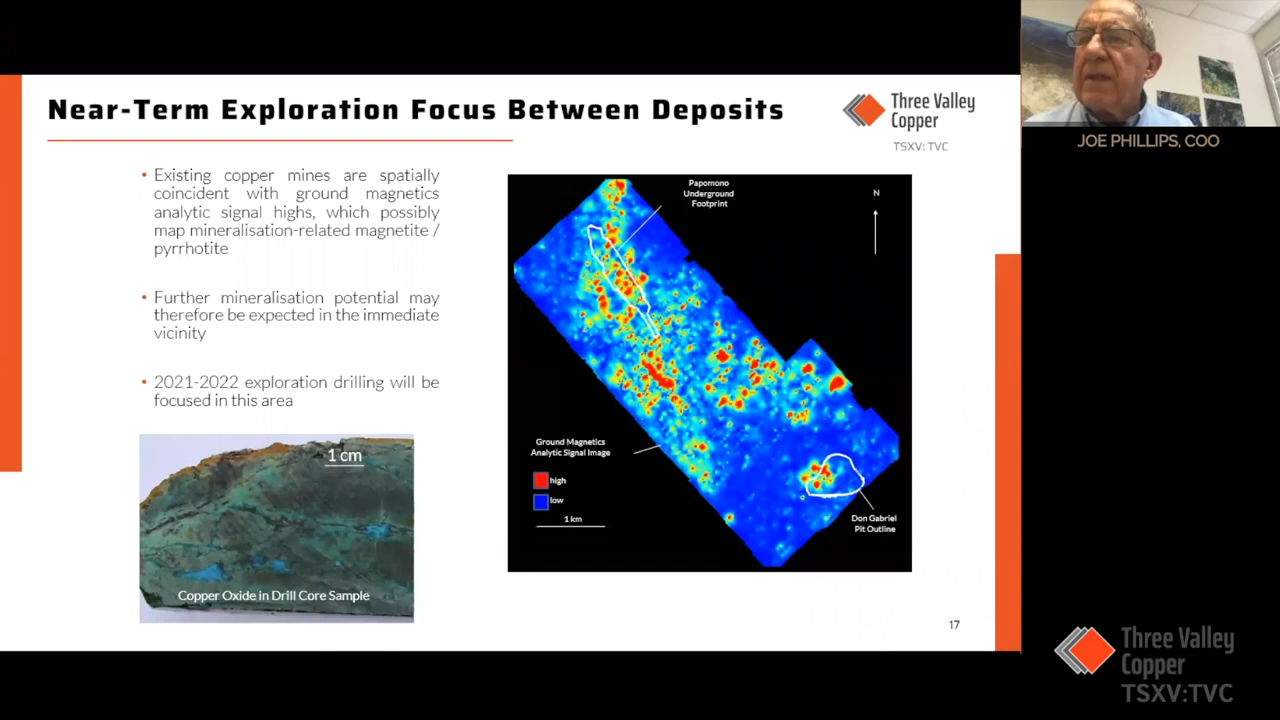 Near-Term Exploration Focus Between Deposits
Three Valley
Copper
TSXV: TVC
JOE PHILLIPS, COO
• Existing copper mines are spatially
coincident with ground magnetics
analytic signal highs, which possibly
map mineralisation-related magnetite /
pyrrhotite
• Further mineralisation potential may
therefore be expected in the immediate
vicinity
• 2021-2022 exploration drilling will be
focused in this area
1 cm
Copper Oxide in Drill Core Sample
Papomono
Underground
Footprint
N
Ground Magnetics
Analytic Signal Image
high
low
1 km
Don Gabriel
Pit Outline
17
Three Valley
Copper
TSXV:TVC